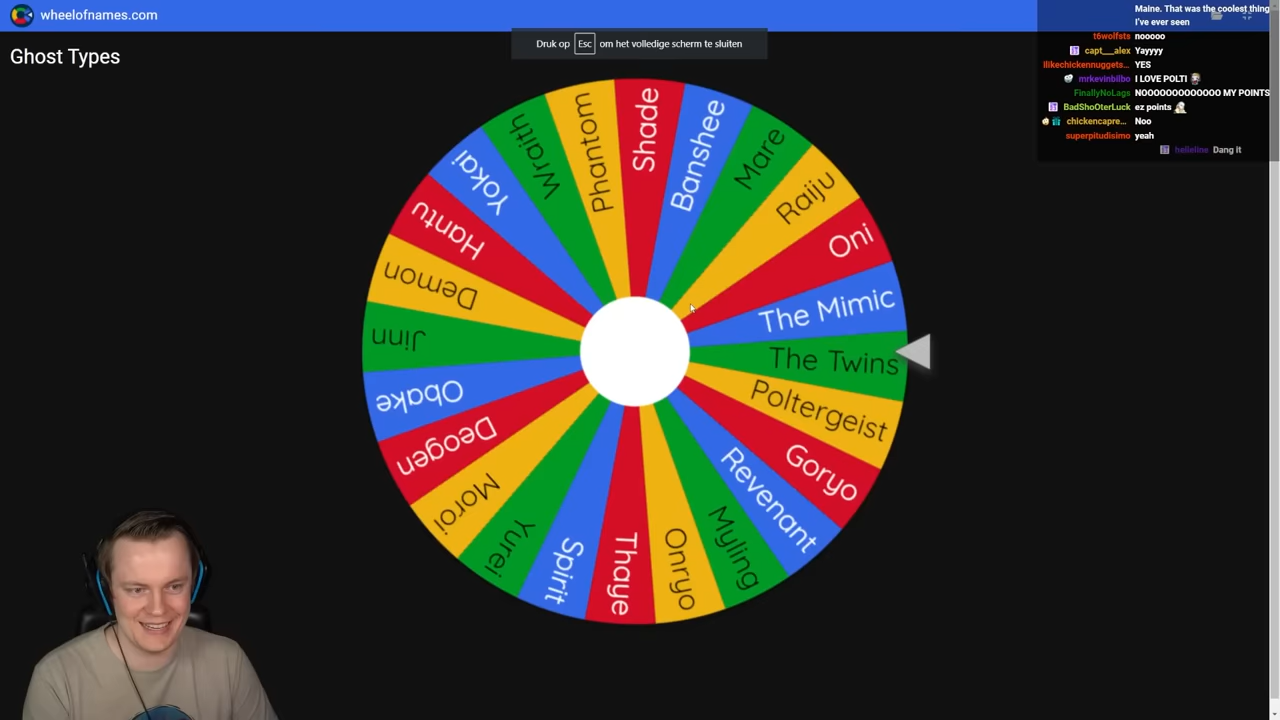 wheelofnames.com
Ghost Types
Druk op Esc om het volledige scherm te sluiten
Maine. That was the coolest thing
I've ever seen
t6wolfsts nooooo
capt__alex Yayyyy
ilikechickennuggets... YES
mrkevinbilbo I LOVE POLTI
FinallyNoLags NOOOOOOOOOOOOO MY POINTS
BadShoOterLuck ez points
chickencapre... Noo
superpitudisimo yeah
helleline Dang it
Shade
Banshee
Mare
Raiju
Oni
The Mimic
The Twins
Poltergeist
Goryo
Revenant
Myling
Onryo
Thaye
Spirit
Yurei
Moroi
Deogen
Obake
Jinn
Demon
Hantu
Yokai
Wraith
Phantom